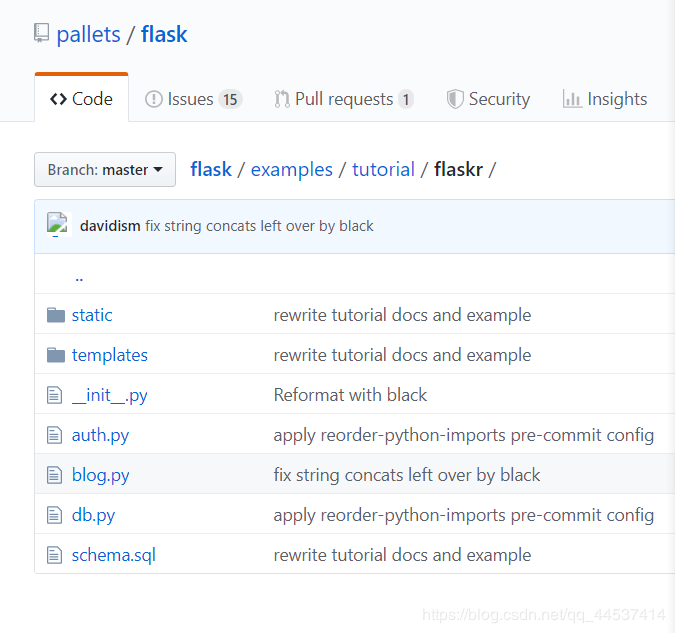 pallets / flask
Code Issues 15 Pull requests 1 Security Insights
Branch: master flask / examples / tutorial / flaskr /
davidism fix string concats left over by black
..
static rewrite tutorial docs and example
templates rewrite tutorial docs and example
__init__.py Reformat with black
auth.py apply reorder-python-imports pre-commit config
blog.py fix string concats left over by black
db.py apply reorder-python-imports pre-commit config
schema.sql rewrite tutorial docs and example
https://blog.csdn.net/qq_44537414